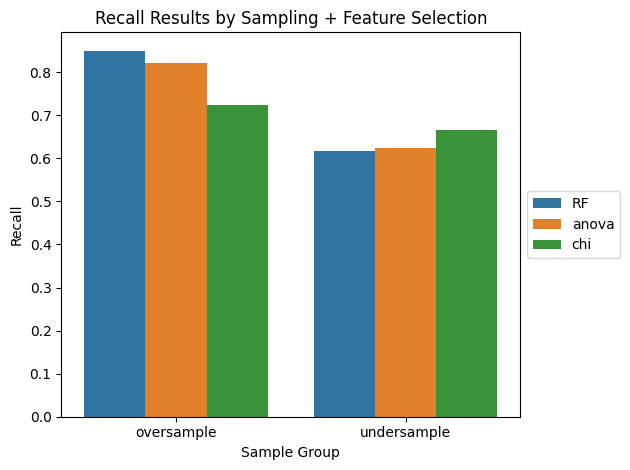 Recall Results by Sampling + Feature Selection
0.8
0.7
0.6
0.5
0.4
0.3
0.2
0.1
0.0
Recall
oversample
undersample
Sample Group
RF
anova
chi